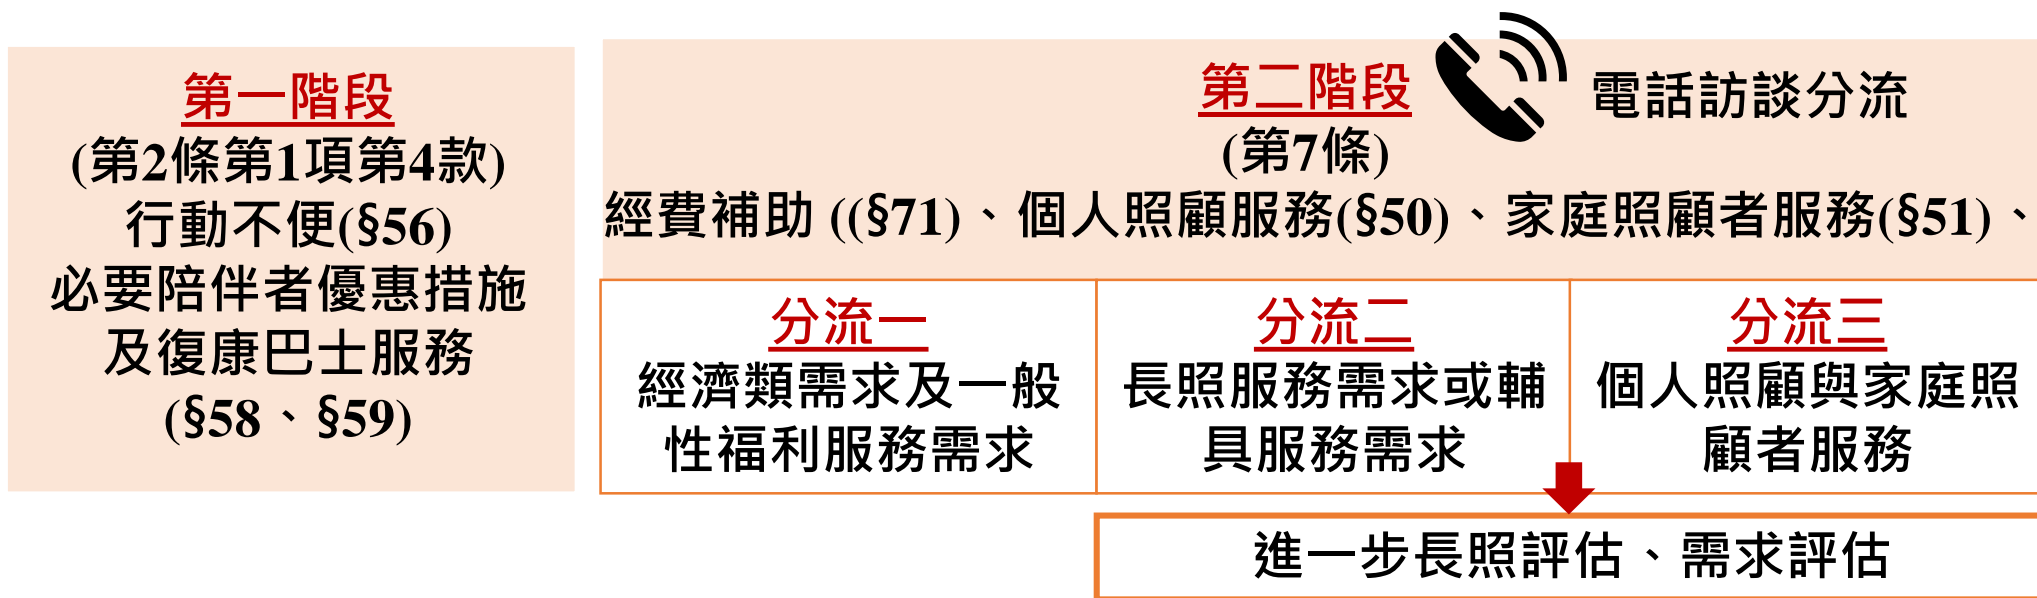 第一階段
(第2條第1項第4款)
行動不便(§56)
必要陪伴者優惠措施
及復康巴士服務
(§58、§59)
第二階段
電話訪談分流
(第7條)
經費補助 ((§71)、個人照顧服務(§50)、家庭照顧者服務(§51)、
分流一
經濟類需求及一般
性福利服務需求
分流二
長照服務需求或輔
具服務需求
分流三
個人照顧與家庭照
顧者服務
進一步長照評估、需求評估